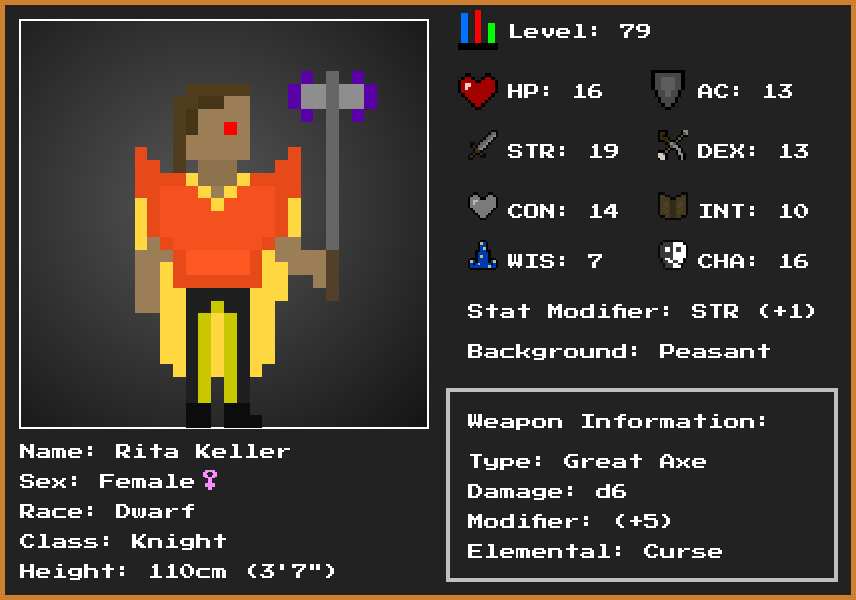 Level: 79
HP: 16
AC: 13
STR: 19
DEX: 13
CON: 14
INT: 10
WIS: 7
CHA: 16
Stat Modifier: STR (+1)
Background: Peasant
Weapon Information:
Type: Great Axe
Damage: d6
Modifier: (+5)
Elemental: Curse
Name: Rita Keller
Sex: Female♀
Race: Dwarf
Class: Knight
Height: 110cm (3'7")